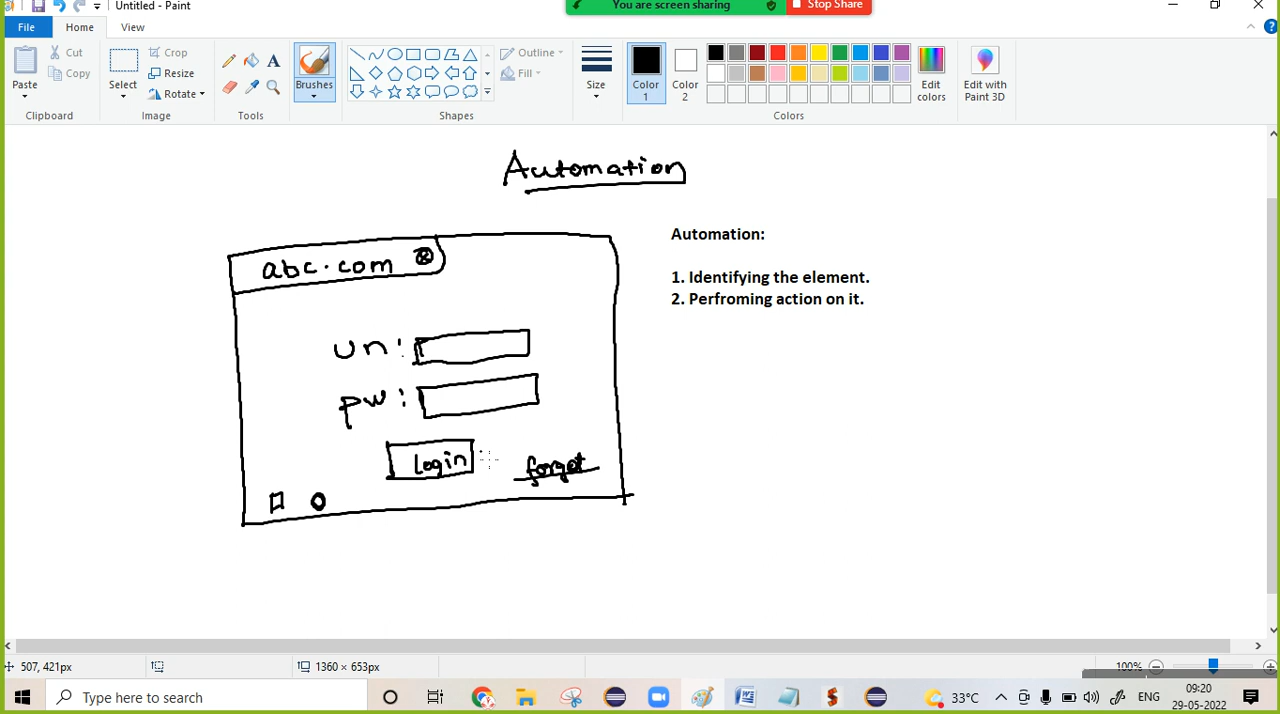 Untitled - Paint
You are screen sharing
Stop Share
File Home View
Paste
Cut
Copy
Clipboard
Select
Crop
Resize
Rotate
Image
Tools
Brushes
Shapes
Outline
Fill
Size
Color 1
Color 2
Edit colors
Edit with Paint 3D
Colors
Automation
abc.com
Automation:
1. Identifying the element.
2. Perfroming action on it.
un:
pw:
login
forgot
507, 421px
1360 × 653px
100%
Type here to search
33°C
ENG
09:20
29-05-2022